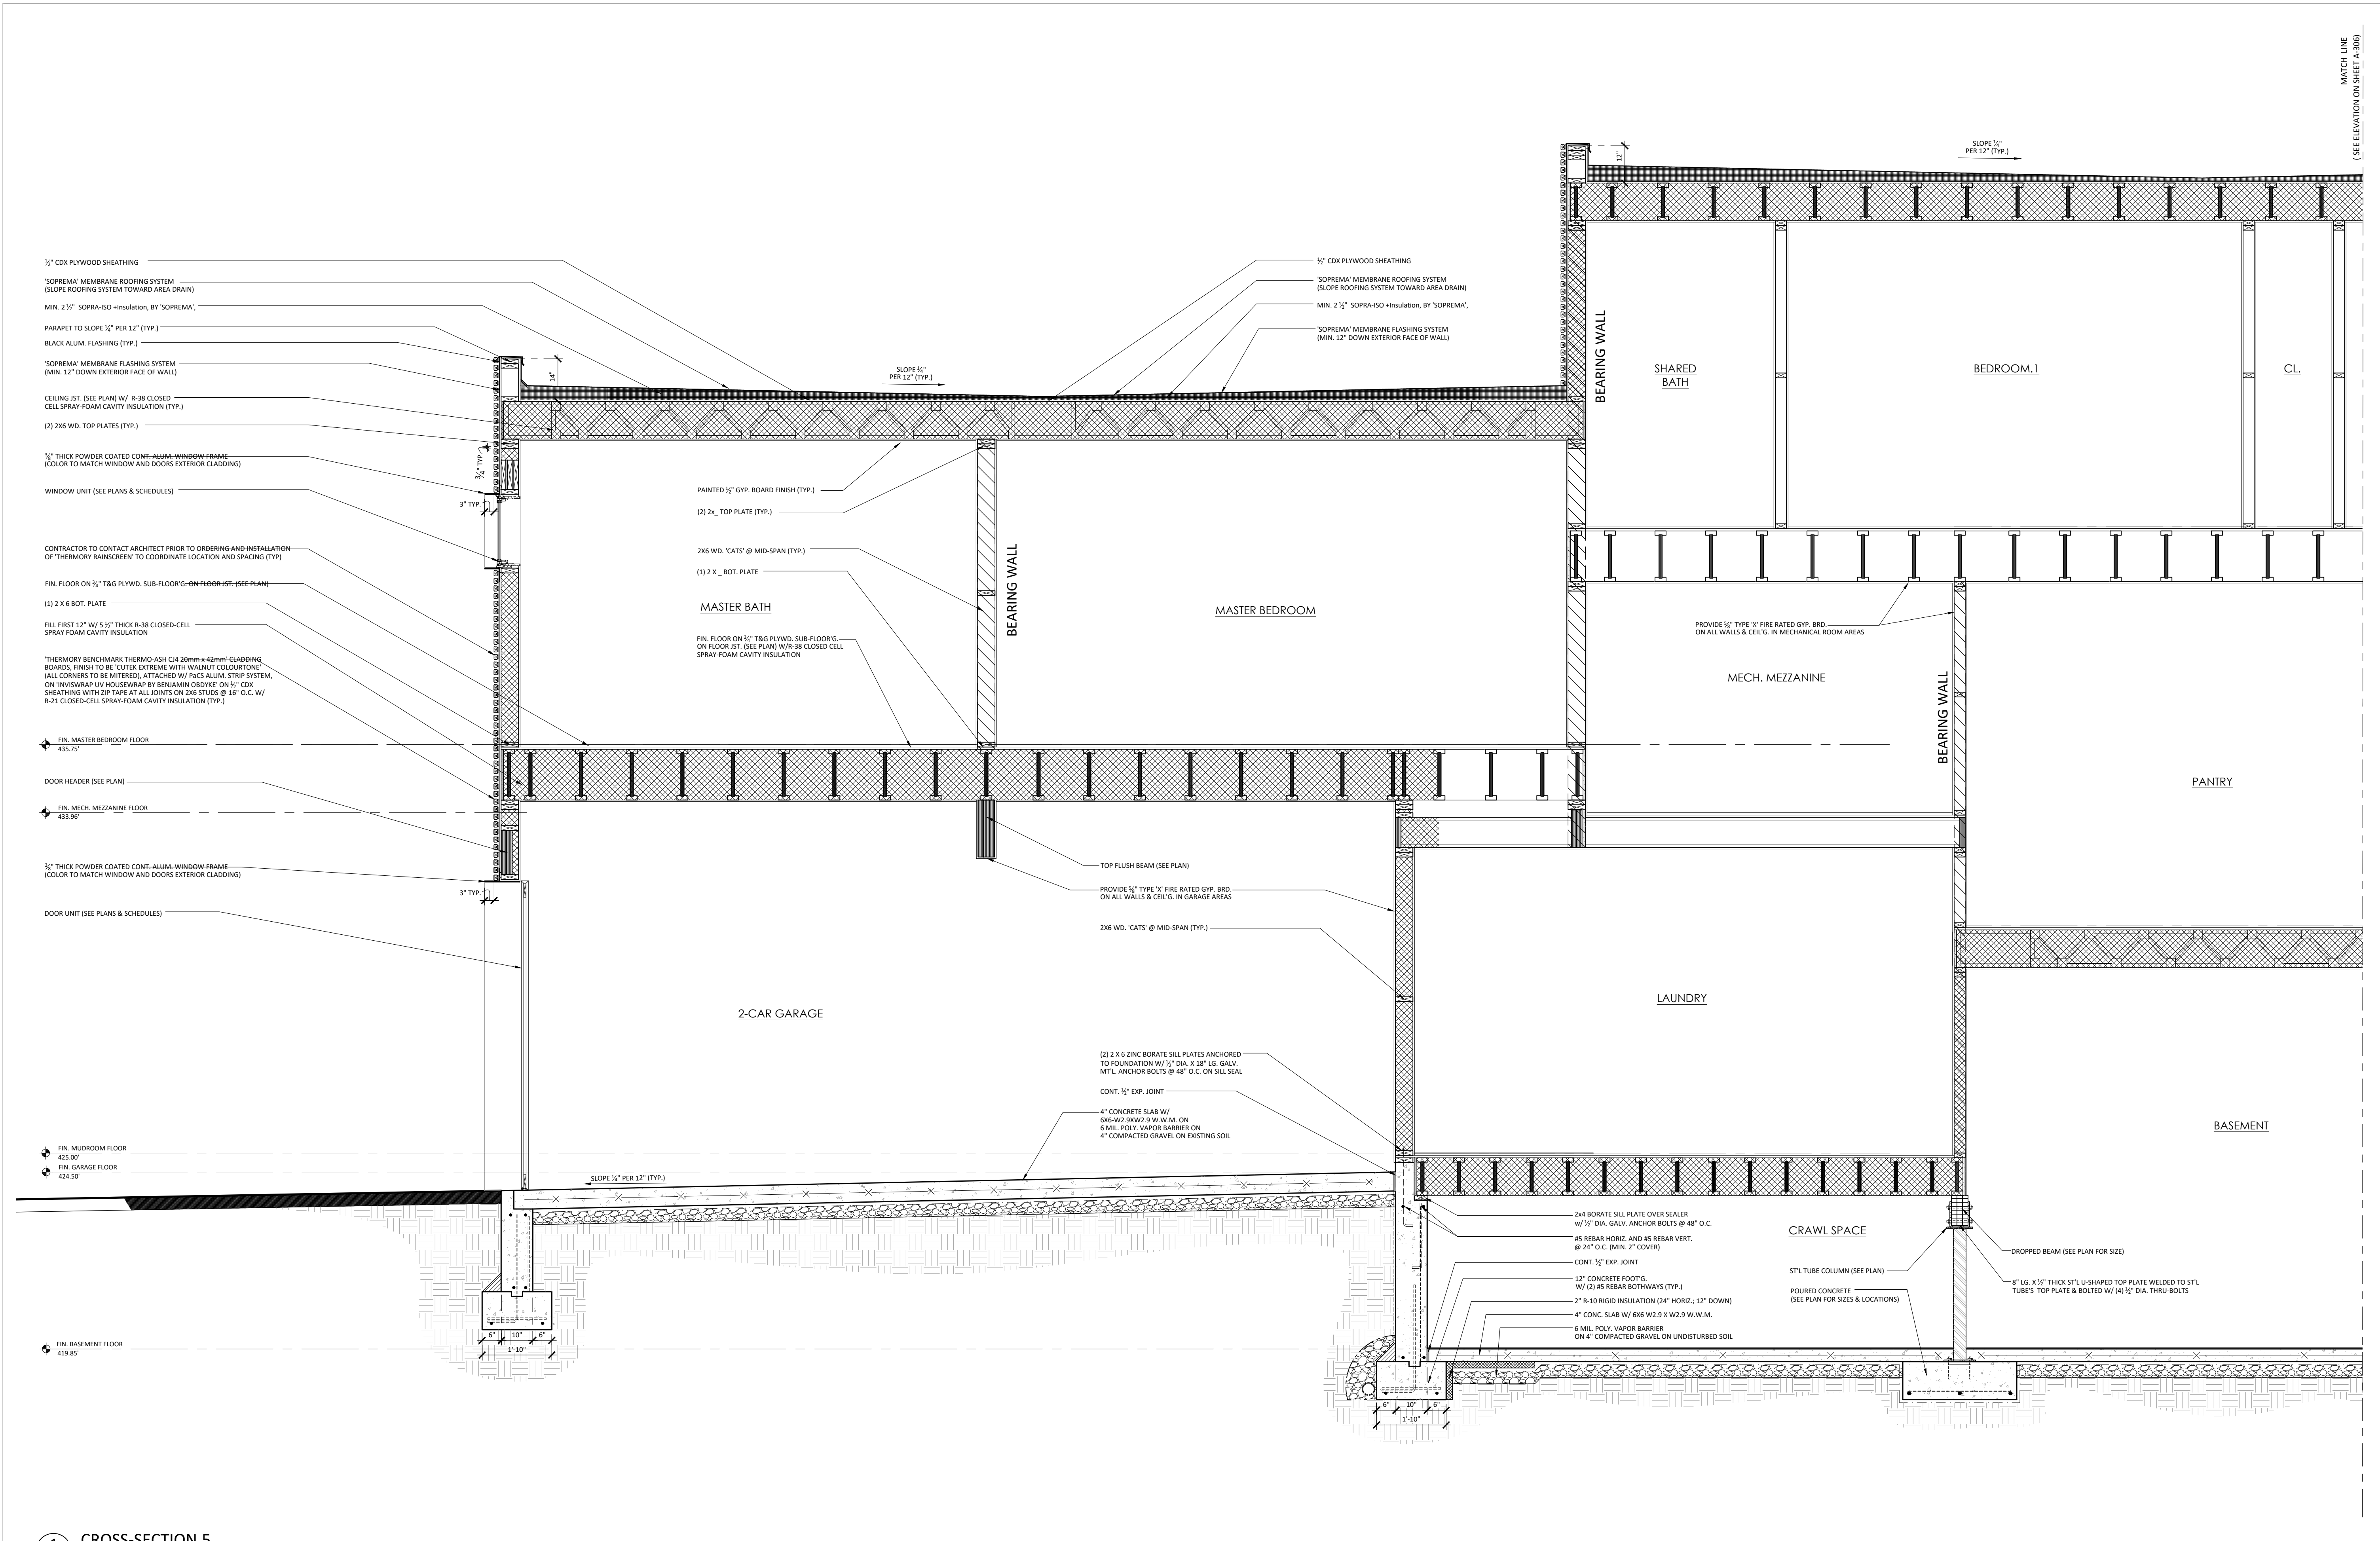 MATCH LINE
( SEE ELEVATION ON SHEET A-306)
SLOPE ¼"
PER 12" (TYP.)
12"
½" CDX PLYWOOD SHEATHING
'SOPREMA' MEMBRANE ROOFING SYSTEM
(SLOPE ROOFING SYSTEM TOWARD AREA DRAIN)
MIN. 2 ½" SOPRA-ISO +Insulation, BY 'SOPREMA',
PARAPET TO SLOPE ¼" PER 12" (TYP.)
BLACK ALUM. FLASHING (TYP.)
'SOPREMA' MEMBRANE FLASHING SYSTEM
(MIN. 12" DOWN EXTERIOR FACE OF WALL)
CEILING JST. (SEE PLAN) W/ R-38 CLOSED
CELL SPRAY-FOAM CAVITY INSULATION (TYP.)
(2) 2X6 WD. TOP PLATES (TYP.)
⅜" THICK POWDER COATED CONT. ALUM. WINDOW FRAME
(COLOR TO MATCH WINDOW AND DOORS EXTERIOR CLADDING)
WINDOW UNIT (SEE PLANS & SCHEDULES)
CONTRACTOR TO CONTACT ARCHITECT PRIOR TO ORDERING AND INSTALLATION
OF 'THERMORY RAINSCREEN' TO COORDINATE LOCATION AND SPACING (TYP)
FIN. FLOOR ON ¾" T&G PLYWD. SUB-FLOOR'G. ON FLOOR JST. (SEE PLAN)
(1) 2 X 6 BOT. PLATE
FILL FIRST 12" W/ 5 ½" THICK R-38 CLOSED-CELL
SPRAY FOAM CAVITY INSULATION
'THERMORY BENCHMARK THERMO-ASH CJ4 20mm x 42mm' CLADDING
BOARDS, FINISH TO BE 'CUTEK EXTREME WITH WALNUT COLOURTONE'
(ALL CORNERS TO BE MITERED), ATTACHED W/ PaCS ALUM. STRIP SYSTEM,
ON 'INVISWRAP UV HOUSEWRAP BY BENJAMIN OBDYKE' ON ½" CDX
SHEATHING WITH ZIP TAPE AT ALL JOINTS ON 2X6 STUDS @ 16" O.C. W/
R-21 CLOSED-CELL SPRAY-FOAM CAVITY INSULATION (TYP.)
FIN. MASTER BEDROOM FLOOR
435.75'
DOOR HEADER (SEE PLAN)
FIN. MECH. MEZZANINE FLOOR
433.96'
⅜" THICK POWDER COATED CONT. ALUM. WINDOW FRAME
(COLOR TO MATCH WINDOW AND DOORS EXTERIOR CLADDING)
DOOR UNIT (SEE PLANS & SCHEDULES)
FIN. MUDROOM FLOOR
425.00'
FIN. GARAGE FLOOR
424.50'
FIN. BASEMENT FLOOR
419.85'
14"
SLOPE ¼"
PER 12" (TYP.)
¾" TYP.
3" TYP.
3" TYP.
½" CDX PLYWOOD SHEATHING
'SOPREMA' MEMBRANE ROOFING SYSTEM
(SLOPE ROOFING SYSTEM TOWARD AREA DRAIN)
MIN. 2 ½" SOPRA-ISO +Insulation, BY 'SOPREMA',
'SOPREMA' MEMBRANE FLASHING SYSTEM
(MIN. 12" DOWN EXTERIOR FACE OF WALL)
BEARING WALL
SHARED
BATH
BEDROOM.1
CL.
PAINTED ½" GYP. BOARD FINISH (TYP.)
(2) 2x_ TOP PLATE (TYP.)
2X6 WD. 'CATS' @ MID-SPAN (TYP.)
(1) 2 X _ BOT. PLATE
BEARING WALL
MASTER BATH
MASTER BEDROOM
FIN. FLOOR ON ¾" T&G PLYWD. SUB-FLOOR'G.
ON FLOOR JST. (SEE PLAN) W/R-38 CLOSED CELL
SPRAY-FOAM CAVITY INSULATION
PROVIDE ⅝" TYPE 'X' FIRE RATED GYP. BRD.
ON ALL WALLS & CEIL'G. IN MECHANICAL ROOM AREAS
MECH. MEZZANINE
BEARING WALL
PANTRY
TOP FLUSH BEAM (SEE PLAN)
PROVIDE ⅝" TYPE 'X' FIRE RATED GYP. BRD.
ON ALL WALLS & CEIL'G. IN GARAGE AREAS
2X6 WD. 'CATS' @ MID-SPAN (TYP.)
2-CAR GARAGE
LAUNDRY
BASEMENT
(2) 2 X 6 ZINC BORATE SILL PLATES ANCHORED
TO FOUNDATION W/ ½" DIA. X 18" LG. GALV.
MT'L. ANCHOR BOLTS @ 48" O.C. ON SILL SEAL
CONT. ½" EXP. JOINT
4" CONCRETE SLAB W/
6X6-W2.9XW2.9 W.W.M. ON
6 MIL. POLY. VAPOR BARRIER ON
4" COMPACTED GRAVEL ON EXISTING SOIL
SLOPE ¼" PER 12" (TYP.)
2x4 BORATE SILL PLATE OVER SEALER
w/ ½" DIA. GALV. ANCHOR BOLTS @ 48" O.C.
#5 REBAR HORIZ. AND #5 REBAR VERT.
@ 24" O.C. (MIN. 2" COVER)
CONT. ½" EXP. JOINT
12" CONCRETE FOOT'G.
W/ (2) #5 REBAR BOTHWAYS (TYP.)
2" R-10 RIGID INSULATION (24" HORIZ.; 12" DOWN)
4" CONC. SLAB W/ 6X6 W2.9 X W2.9 W.W.M.
6 MIL. POLY. VAPOR BARRIER
ON 4" COMPACTED GRAVEL ON UNDISTURBED SOIL
CRAWL SPACE
ST'L TUBE COLUMN (SEE PLAN)
POURED CONCRETE
(SEE PLAN FOR SIZES & LOCATIONS)
DROPPED BEAM (SEE PLAN FOR SIZE)
8" LG. X ½" THICK ST'L U-SHAPED TOP PLATE WELDED TO ST'L
TUBE'S TOP PLATE & BOLTED W/ (4) ½" DIA. THRU-BOLTS
6" 10" 6"
1'-10"
6" 10" 6"
1'-10"
CROSS-SECTION 5